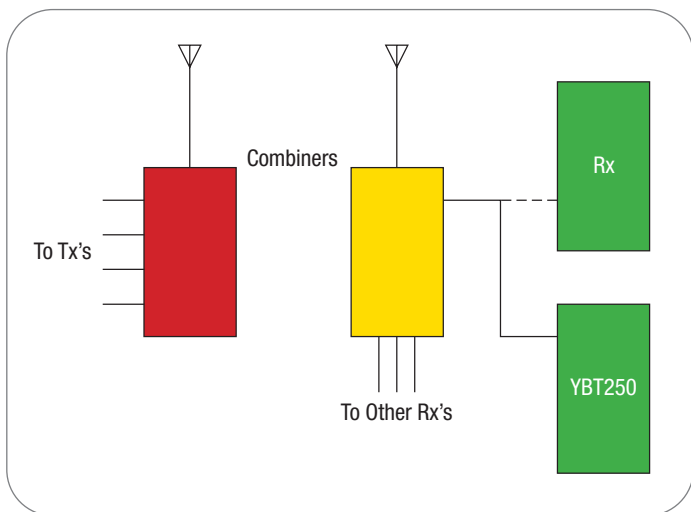 Combiners
Rx
To Tx's
YBT250
To Other Rx's